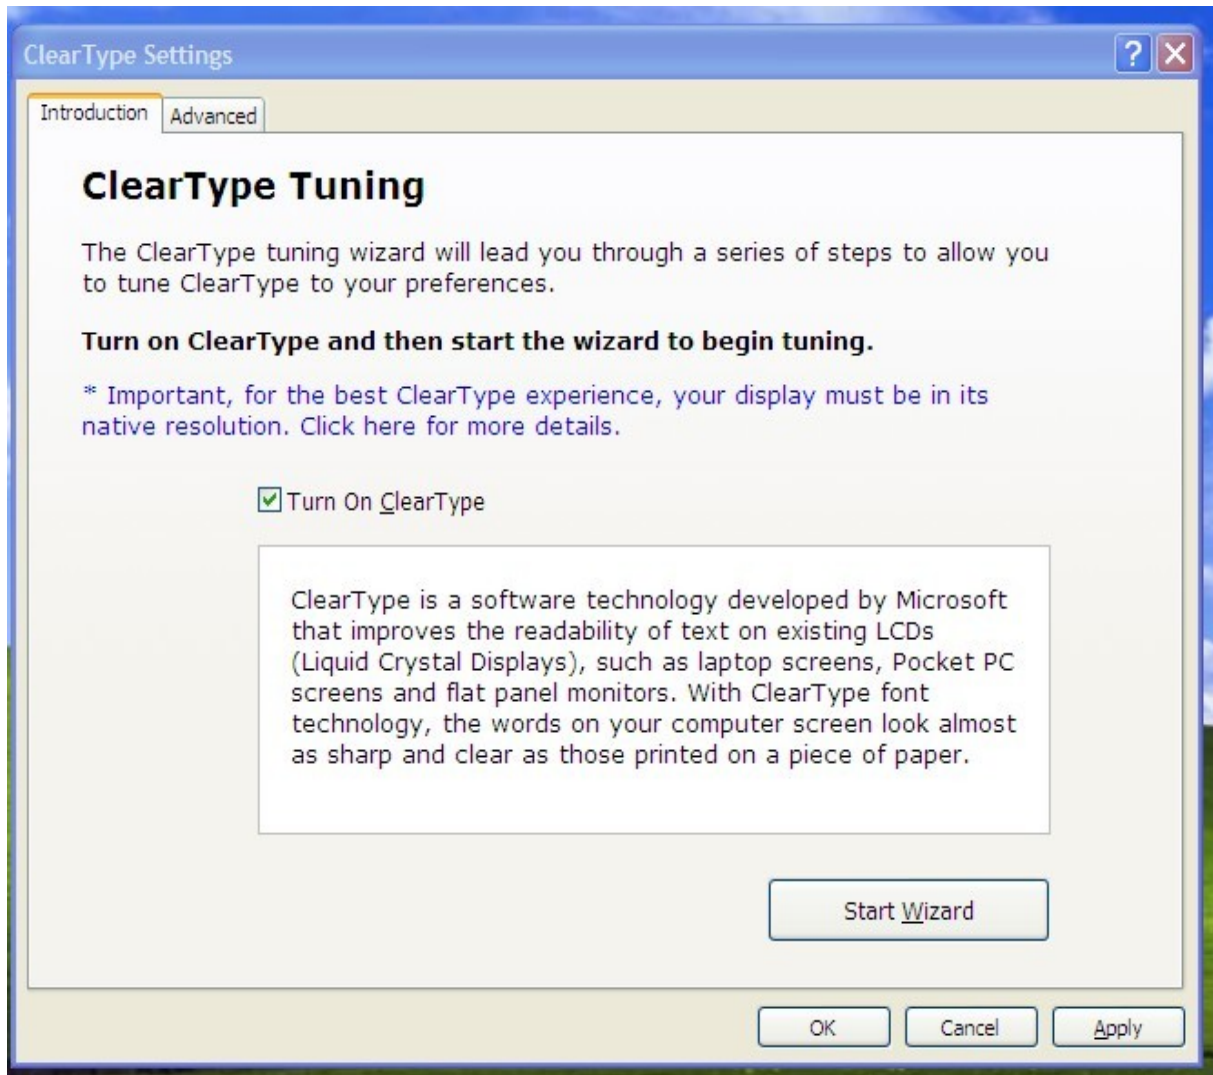 ClearType Settings
Introduction
Advanced
ClearType Tuning
The ClearType tuning wizard will lead you through a series of steps to allow you
to tune ClearType to your preferences.
Turn on ClearType and then start the wizard to begin tuning.
* Important, for the best ClearType experience, your display must be in its
native resolution. Click here for more details.
Turn On ClearType
ClearType is a software technology developed by Microsoft
that improves the readability of text on existing LCDs
(Liquid Crystal Displays), such as laptop screens, Pocket PC
screens and flat panel monitors. With ClearType font
technology, the words on your computer screen look almost
as sharp and clear as those printed on a piece of paper.
Start Wizard
OK
Cancel
Apply